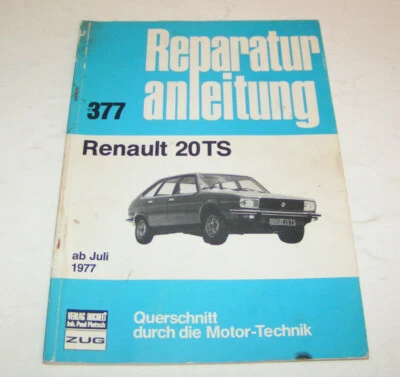 Reparatur
anleitung
377
Renault 20TS
ab Juli
1977
VERLAG BUCHELI
Inh. Paul Pietsch
ZUG
Querschnitt
durch die Motor-Technik